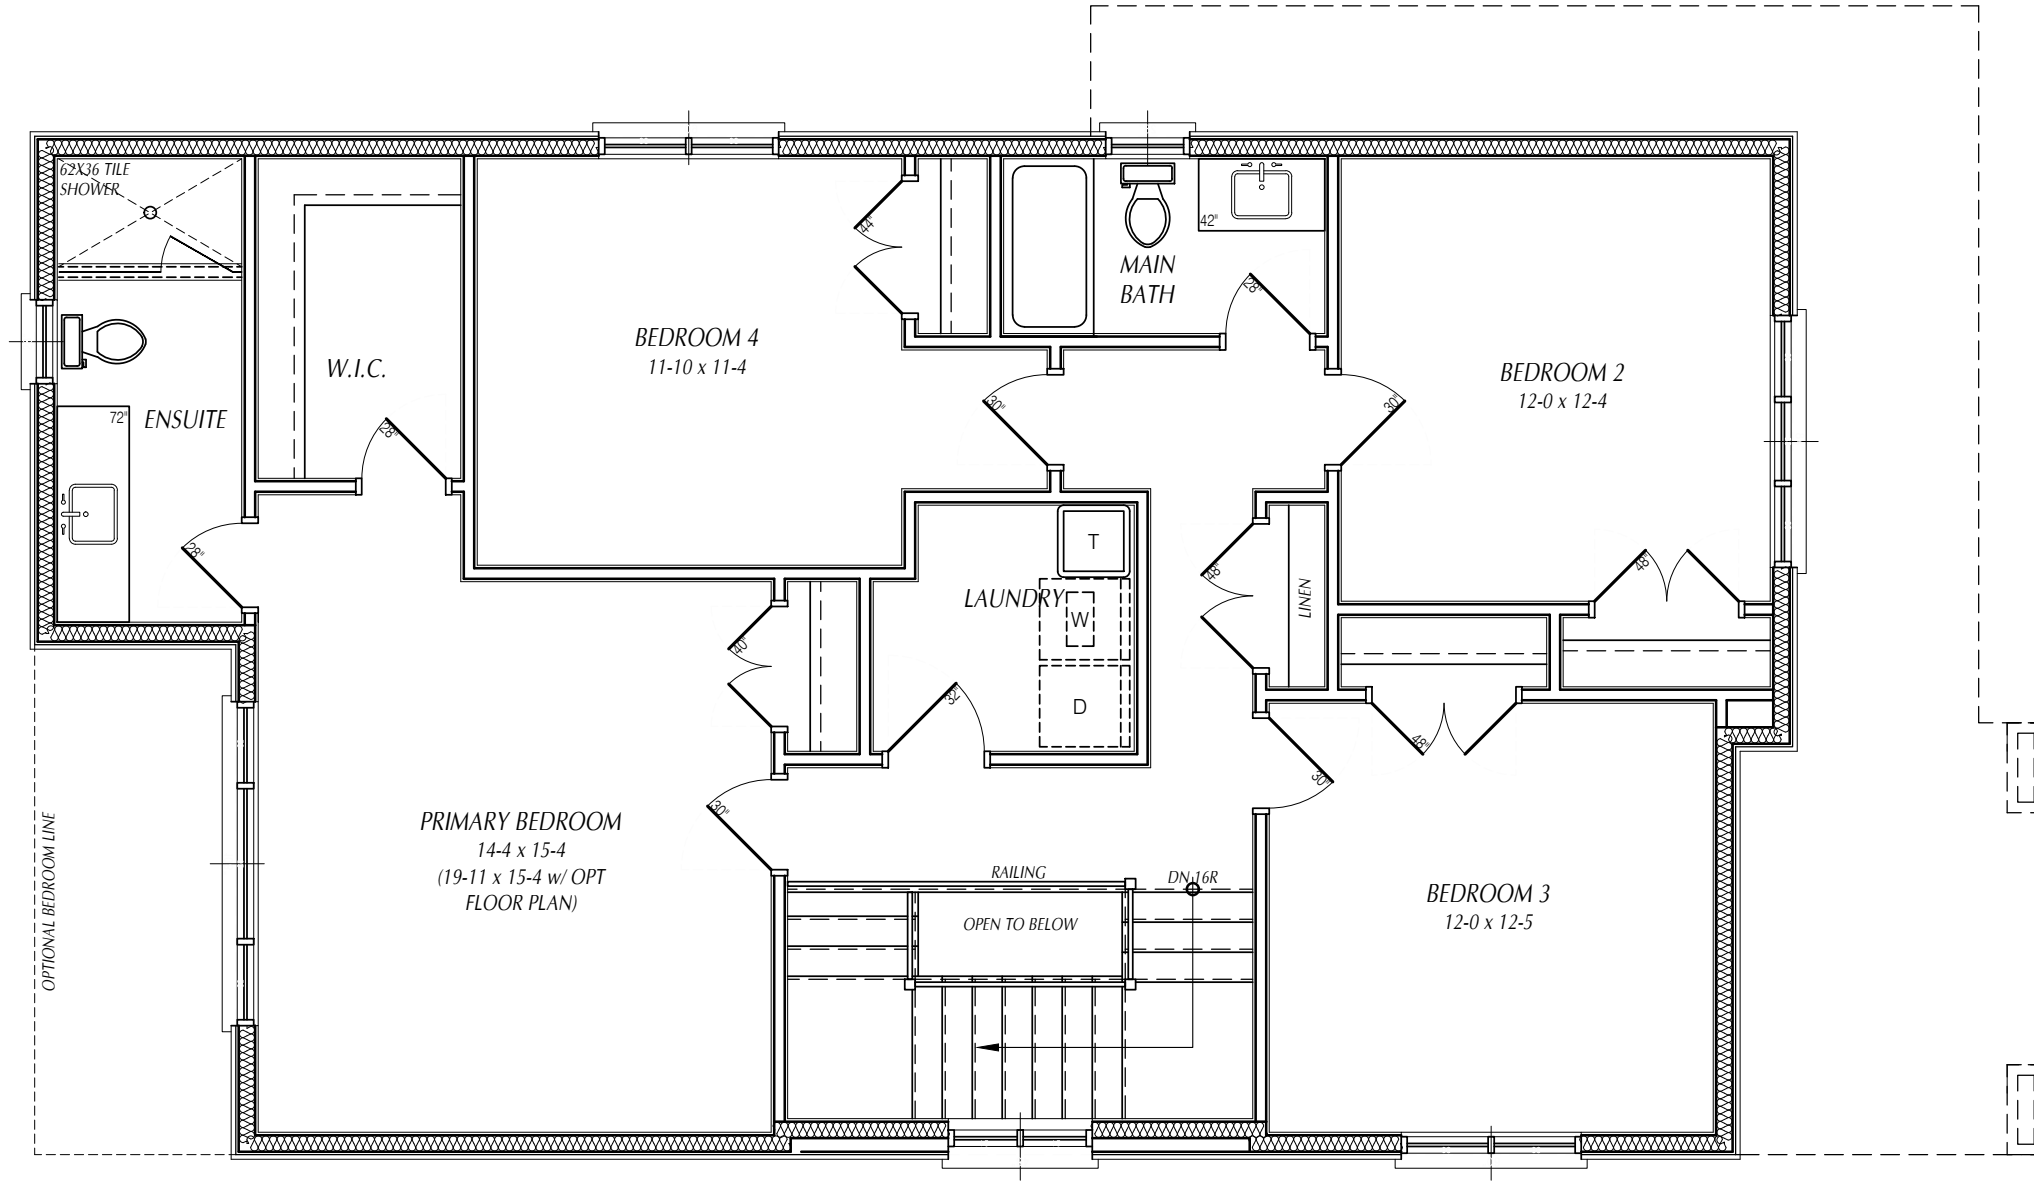 62X36 TILE
SHOWER
44"
42"
MAIN
BATH
28"
BEDROOM 4
11-10 x 11-4
W.I.C.
BEDROOM 2
12-0 x 12-4
72"
ENSUITE
28"
30"
30"
28"
T
48"
48"
LAUNDRY
W
LINEN
40"
32"
D
48"
30"
30"
PRIMARY BEDROOM
14-4 x 15-4
(19-11 x 15-4 w/ OPT
FLOOR PLAN)
OPTIONAL BEDROOM LINE
RAILING
DN 16R
OPEN TO BELOW
BEDROOM 3
12-0 x 12-5